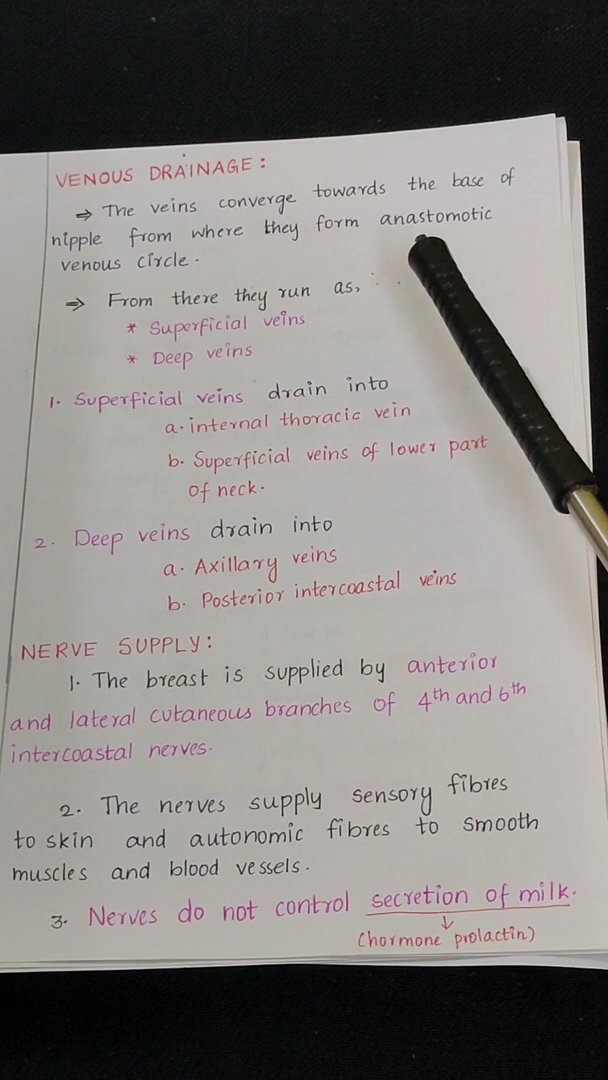 VENOUS DRAINAGE:
⇒ The veins converge towards the base of
nipple from where they form anastomotic
venous circle.
⇒ From there they run as,
* Superficial veins
* Deep veins
1. Superficial veins drain into
a. internal thoracic vein
b. Superficial veins of lower part
of neck.
2. Deep veins drain into
a. Axillary veins
b. Posterior intercoastal veins
NERVE SUPPLY:
1. The breast is supplied by anterior
and lateral cutaneous branches of 4th and 6th
intercoastal nerves.
2. The nerves supply sensory fibres
to skin and autonomic fibres to smooth
muscles and blood vessels.
3. Nerves do not control secretion of milk.
↓
(hormone prolactin)